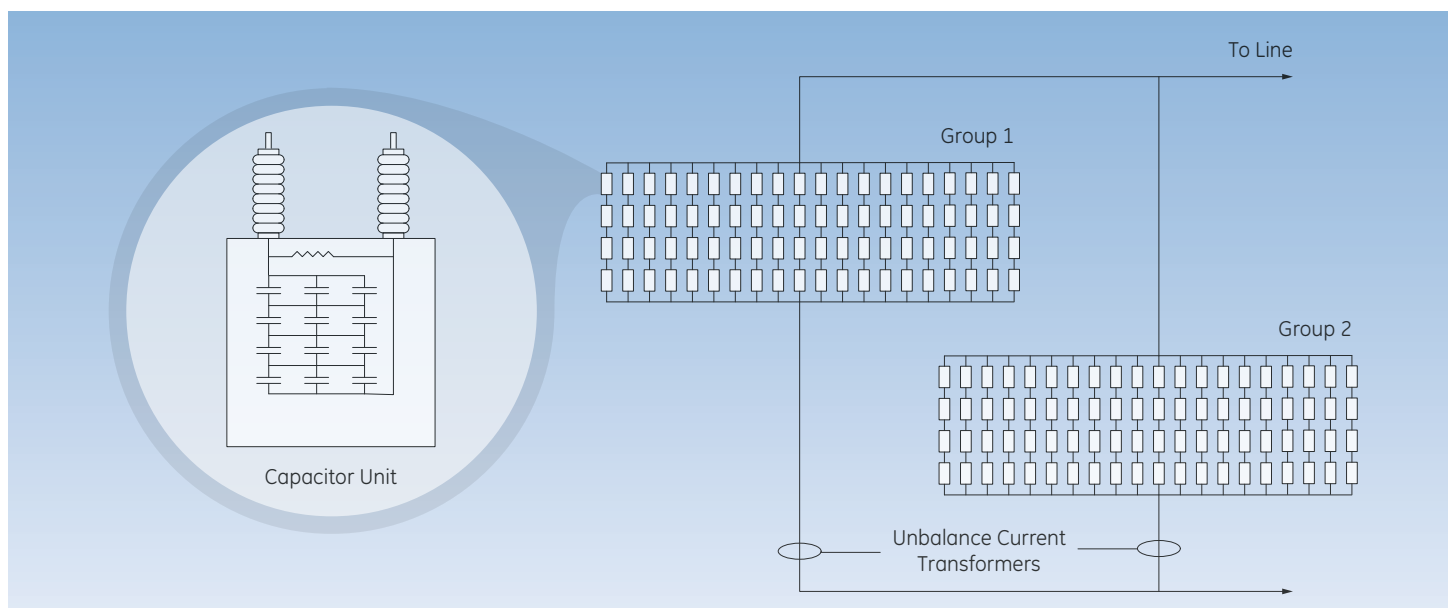 To Line
Group 1
Group 2
Capacitor Unit
Unbalance Current
Transformers